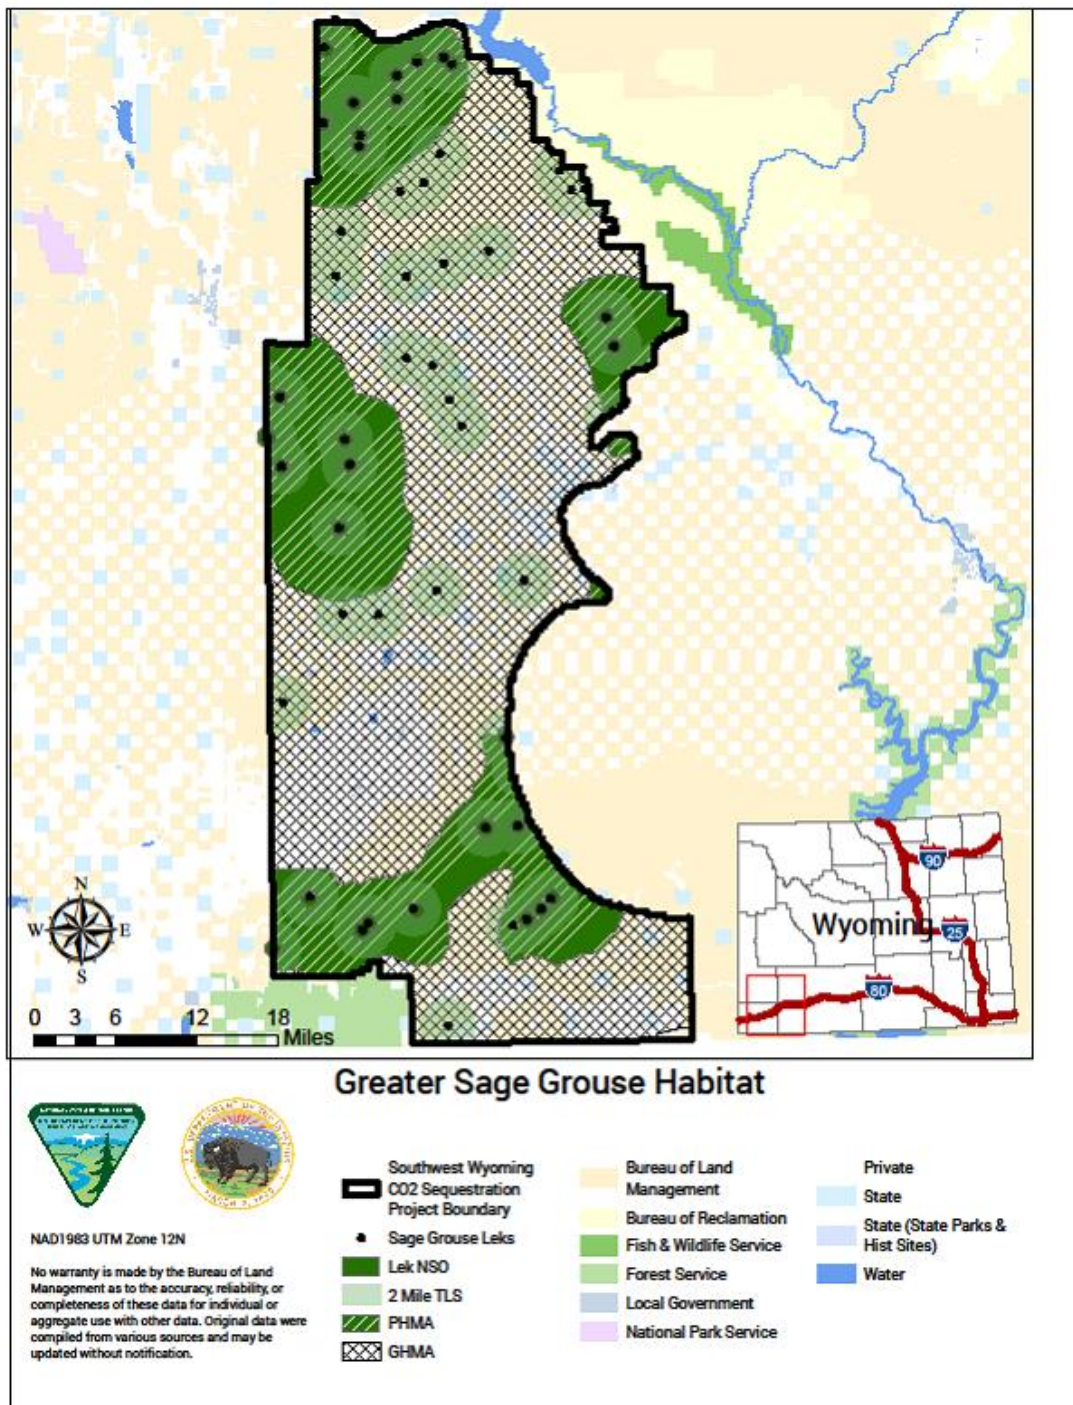 N
W
E
S
0 3 6 12 18
Miles
90
Wyoming
25
80
Greater Sage Grouse Habitat
NAD1983 UTM Zone 12N
No warranty is made by the Bureau of Land
Management as to the accuracy, reliability, or
completeness of these data for individual or
aggregate use with other data. Original data were
compiled from various sources and may be
updated without notification.
Southwest Wyoming
CO2 Sequestration
Project Boundary
Sage Grouse Leks
Lek NSO
2 Mile TLS
PHMA
GHMA
Bureau of Land
Management
Bureau of Reclamation
Fish & Wildlife Service
Forest Service
Local Government
National Park Service
Private
State
State (State Parks &
Hist Sites)
Water